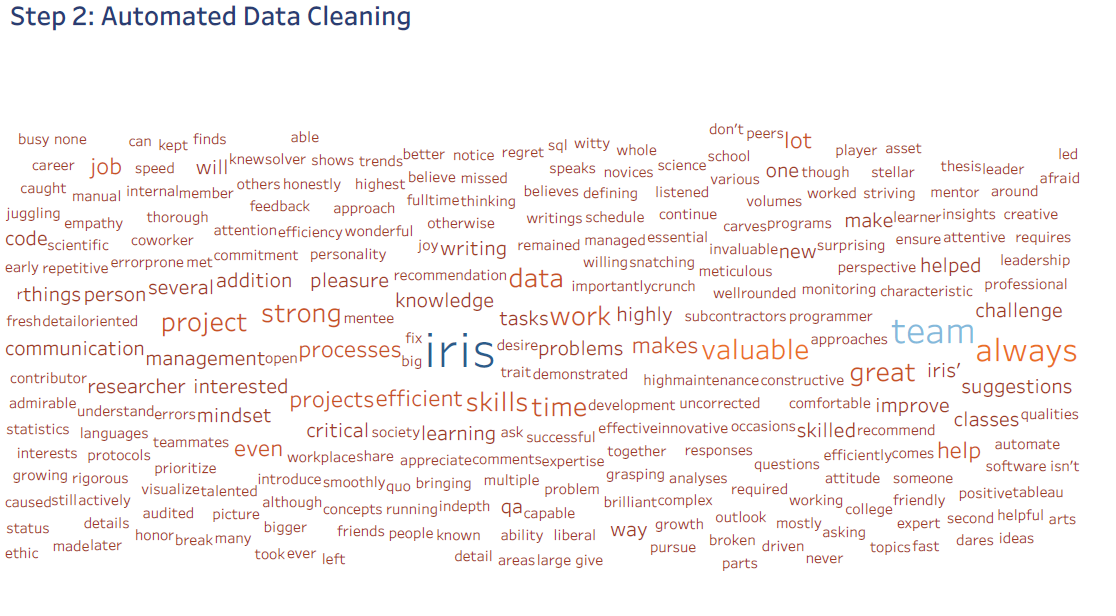 Step 2: Automated Data Cleaning
busy none can kept finds able don't peers lot
career job speed will knew solver shows trends better notice regret sql witty whole school player asset led
caught manual internal member others honestly highest believe missed speaks novices science various one though stellar thesis leader afraid
juggling empathy thorough feedback approach fulltime thinking believes defining listened volumes worked striving mentor around
code scientific coworker attention efficiency wonderful otherwise writings schedule continue carves programs make learner insights creative
early repetitive errorprone met commitment personality joy writing remained managed essential invaluable new surprising ensure attentive requires
rthings person several addition pleasure recommendation data willing snatching importantly crunch meticulous perspective helped leadership
fresh detailoriented project strong mentee knowledge tasks work highly wellrounded monitoring characteristic professional
communication management open processes fix big iris desire problems makes valuable subcontractors programmer approaches team challenge always
contributor researcher interested trait demonstrated highmaintenance constructive great iris' suggestions
admirable understand errors mindset projects efficient skills time development uncorrected comfortable improve classes qualities
statistics languages teammates even critical society learning ask successful effective innovative occasions skilled recommend
interests protocols prioritize workplace share appreciate comments expertise together responses efficiently comes help automate
growing rigorous visualize talented introduce smoothly quo bringing multiple problem grasping analyses questions attitude someone software isn't
caused still actively audited picture although concepts running indepth qa capable brilliant complex required working college friendly positive tableau
status details honor break many bigger friends people known ability liberal way growth outlook mostly asking expert second helpful arts
ethic made later took ever left detail areas large give pursue broken driven parts never topics fast dares ideas